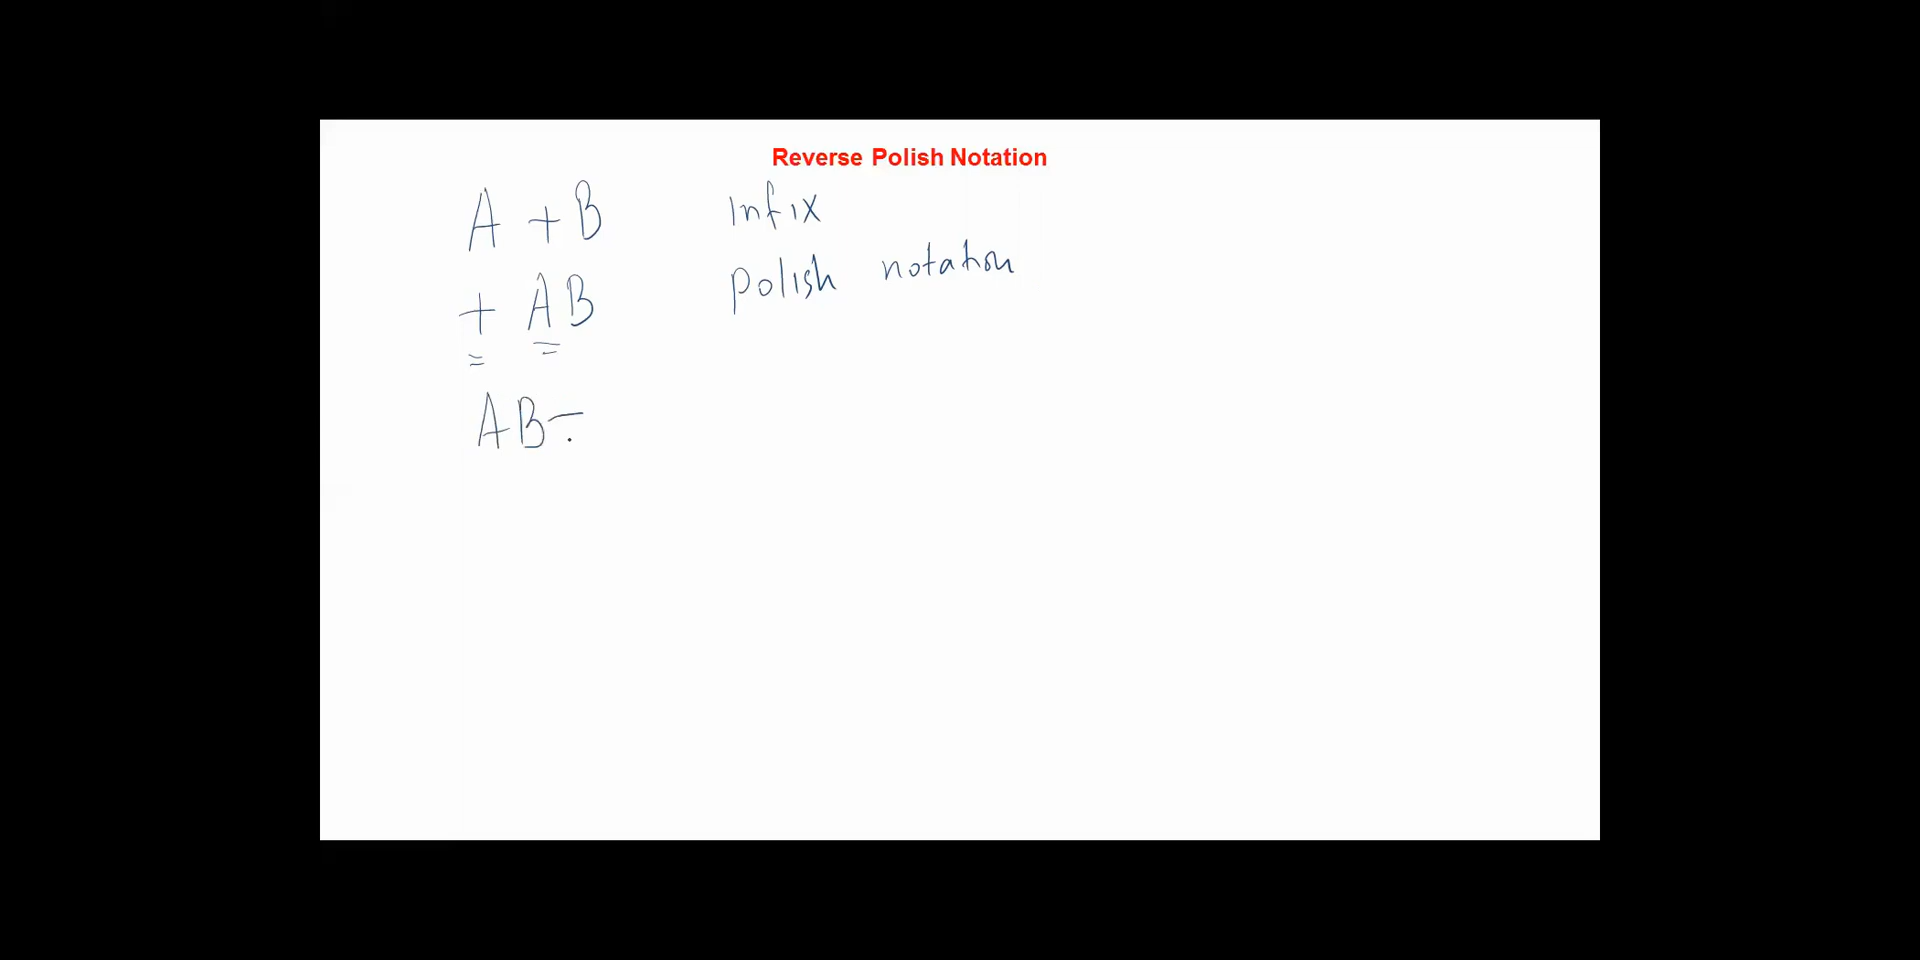 Reverse Polish Notation
A + B Infix
+ AB Polish notation
AB